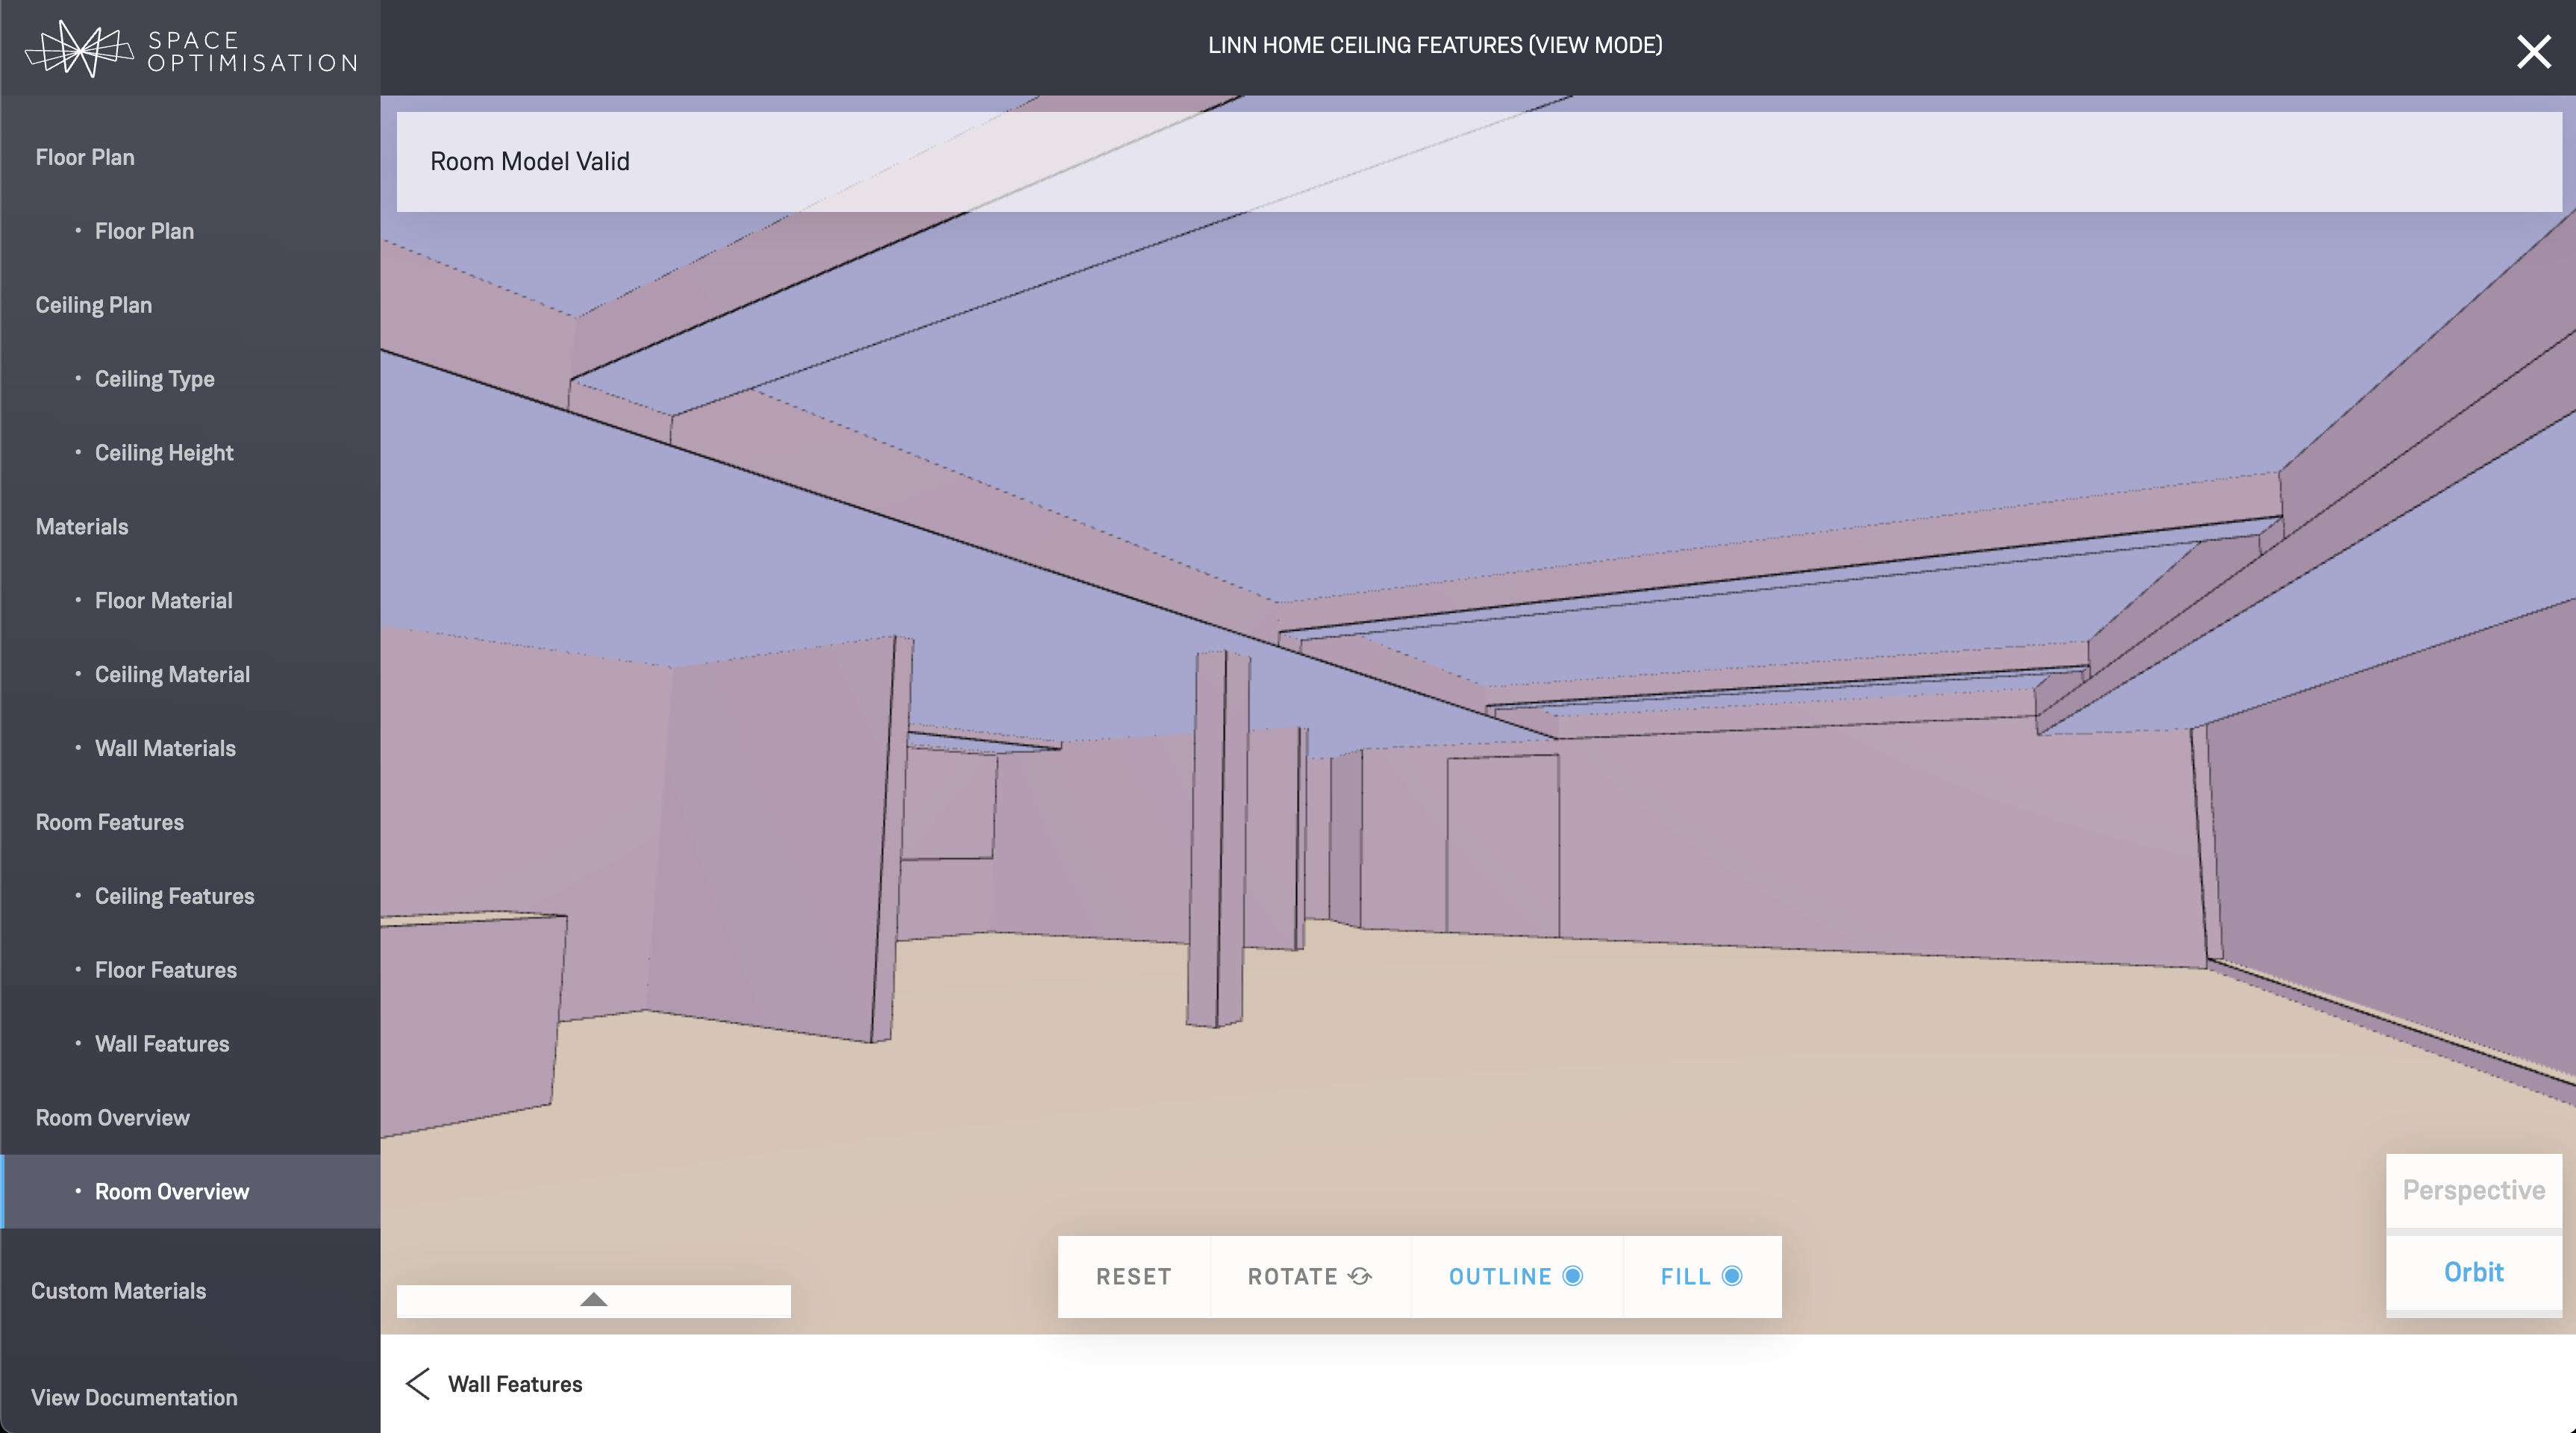 SPACE
OPTIMISATION
LINN HOME CEILING FEATURES (VIEW MODE)
Floor Plan
• Floor Plan
Ceiling Plan
• Ceiling Type
• Ceiling Height
Materials
• Floor Material
• Ceiling Material
• Wall Materials
Room Features
• Ceiling Features
• Floor Features
• Wall Features
Room Overview
• Room Overview
Custom Materials
View Documentation
Room Model Valid
Perspective
Orbit
RESET ROTATE OUTLINE FILL
Wall Features